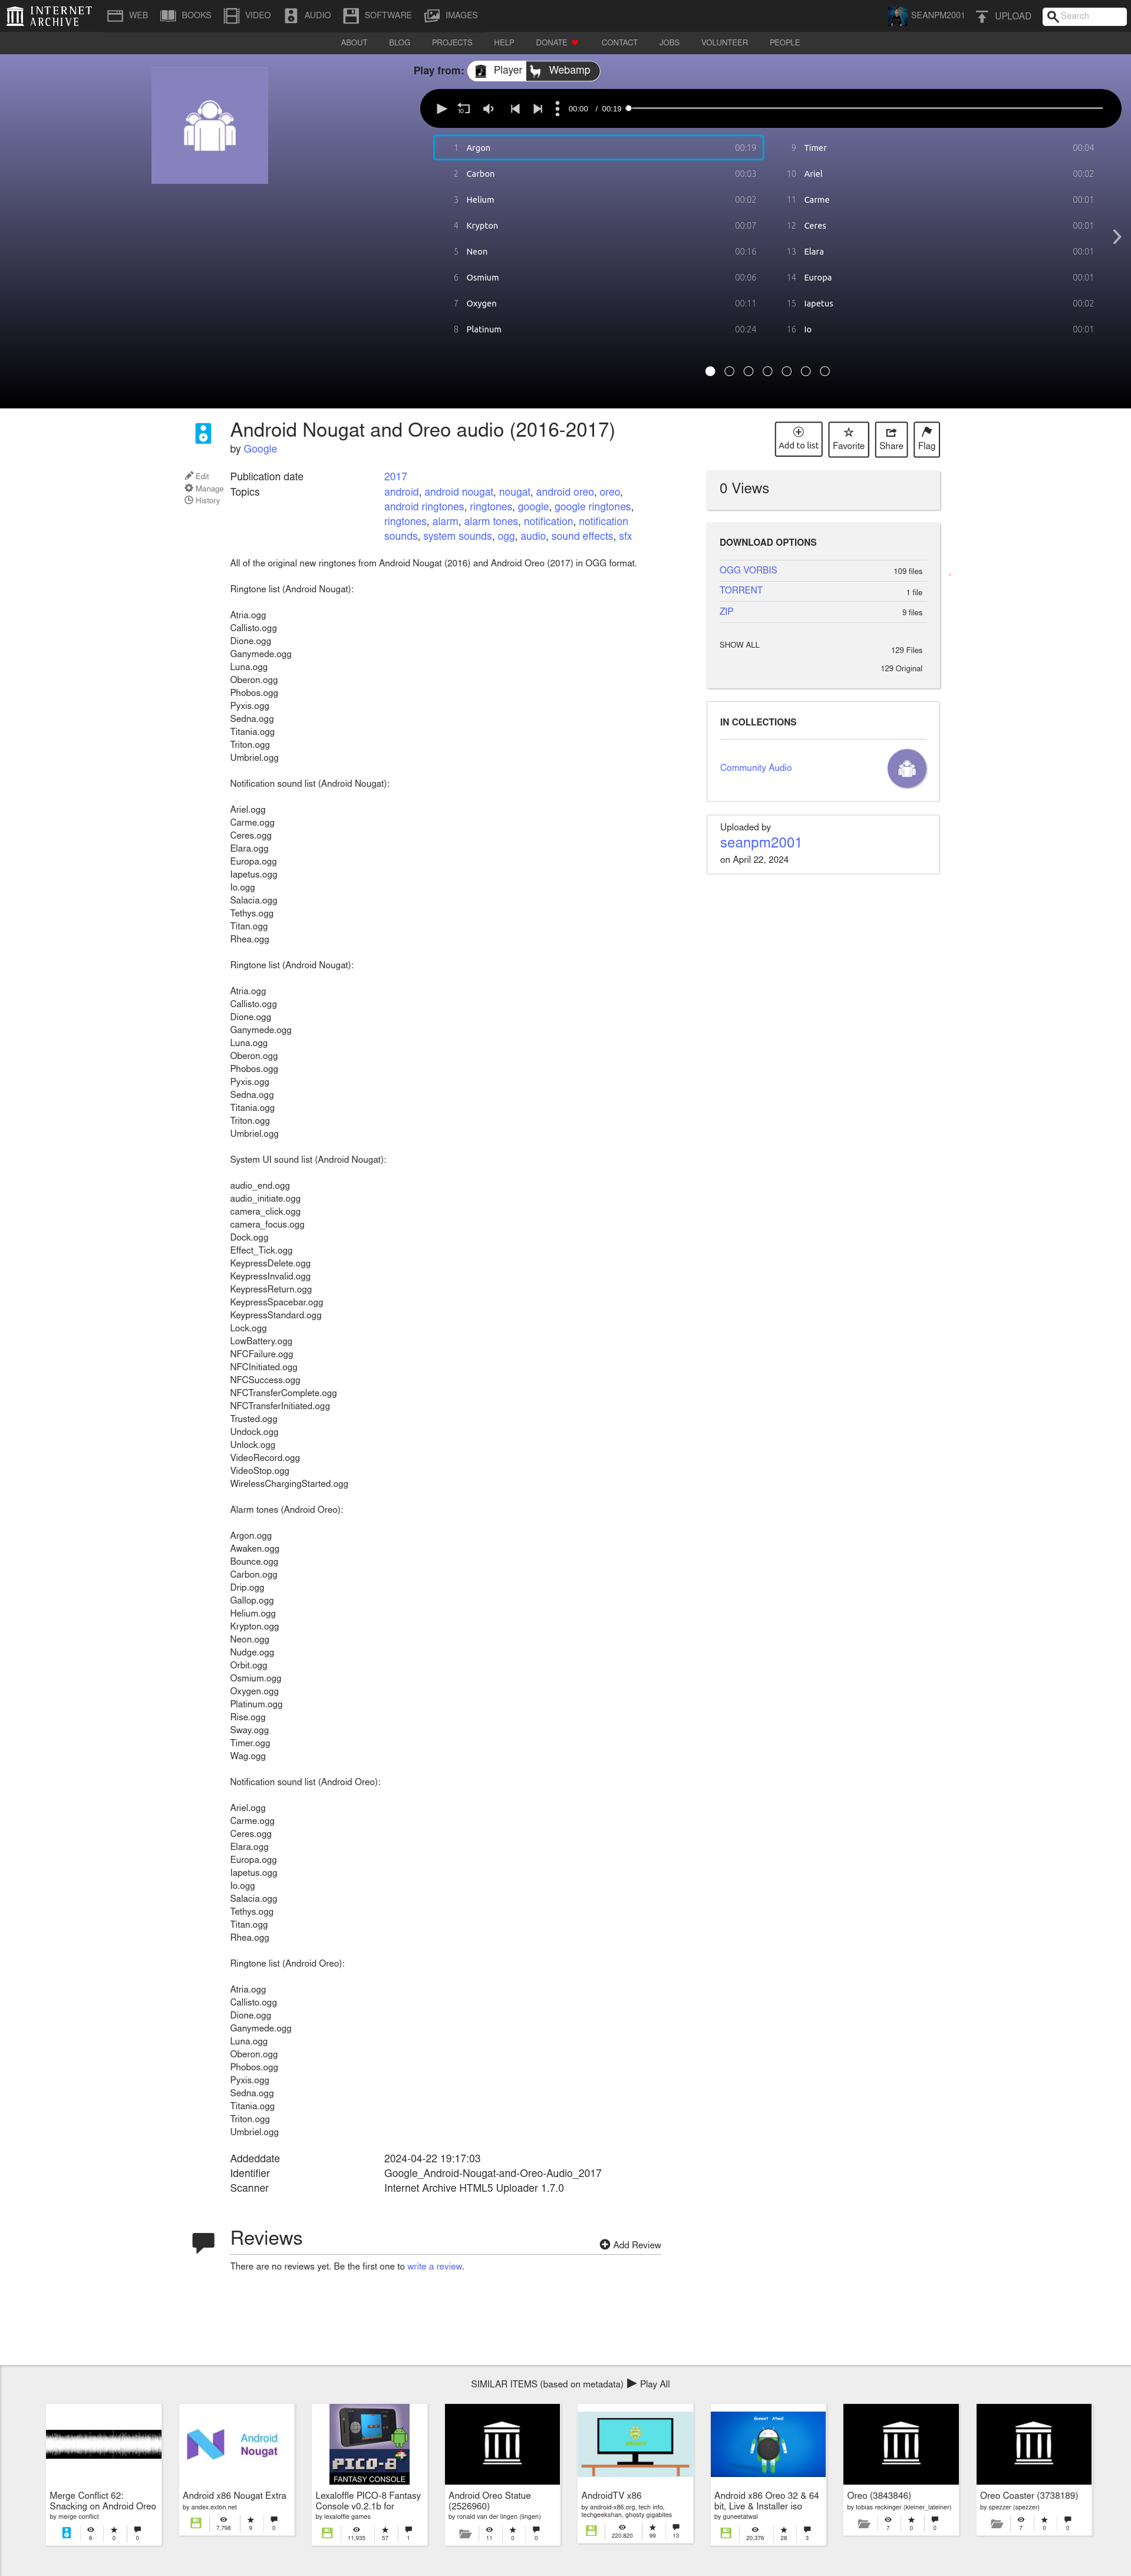 INTERNET ARCHIVE
WEB BOOKS VIDEO AUDIO SOFTWARE IMAGES SEANPM2001 UPLOAD Search
ABOUT BLOG PROJECTS HELP DONATE CONTACT JOBS VOLUNTEER PEOPLE
Play from: Player Webamp
10 00:00 / 00:19
1 Argon 00:19
2 Carbon 00:03
3 Helium 00:02
4 Krypton 00:07
5 Neon 00:16
6 Osmium 00:06
7 Oxygen 00:11
8 Platinum 00:24
9 Timer 00:04
10 Ariel 00:02
11 Carme 00:01
12 Ceres 00:01
13 Elara 00:01
14 Europa 00:01
15 Iapetus 00:02
16 Io 00:01
Android Nougat and Oreo audio (2016-2017)
by Google
Add to list Favorite Share Flag
Edit
Manage
History
Publication date 2017
Topics android, android nougat, nougat, android oreo, oreo,
android ringtones, ringtones, google, google ringtones,
ringtones, alarm, alarm tones, notification, notification
sounds, system sounds, ogg, audio, sound effects, sfx
All of the original new ringtones from Android Nougat (2016) and Android Oreo (2017) in OGG format.
Ringtone list (Android Nougat):
Atria.ogg
Callisto.ogg
Dione.ogg
Ganymede.ogg
Luna.ogg
Oberon.ogg
Phobos.ogg
Pyxis.ogg
Sedna.ogg
Titania.ogg
Triton.ogg
Umbriel.ogg
Notification sound list (Android Nougat):
Ariel.ogg
Carme.ogg
Ceres.ogg
Elara.ogg
Europa.ogg
Iapetus.ogg
Io.ogg
Salacia.ogg
Tethys.ogg
Titan.ogg
Rhea.ogg
Ringtone list (Android Nougat):
Atria.ogg
Callisto.ogg
Dione.ogg
Ganymede.ogg
Luna.ogg
Oberon.ogg
Phobos.ogg
Pyxis.ogg
Sedna.ogg
Titania.ogg
Triton.ogg
Umbriel.ogg
System UI sound list (Android Nougat):
audio_end.ogg
audio_initiate.ogg
camera_click.ogg
camera_focus.ogg
Dock.ogg
Effect_Tick.ogg
KeypressDelete.ogg
KeypressInvalid.ogg
KeypressReturn.ogg
KeypressSpacebar.ogg
KeypressStandard.ogg
Lock.ogg
LowBattery.ogg
NFCFailure.ogg
NFCInitiated.ogg
NFCSuccess.ogg
NFCTransferComplete.ogg
NFCTransferInitiated.ogg
Trusted.ogg
Undock.ogg
Unlock.ogg
VideoRecord.ogg
VideoStop.ogg
WirelessChargingStarted.ogg
Alarm tones (Android Oreo):
Argon.ogg
Awaken.ogg
Bounce.ogg
Carbon.ogg
Drip.ogg
Gallop.ogg
Helium.ogg
Krypton.ogg
Neon.ogg
Nudge.ogg
Orbit.ogg
Osmium.ogg
Oxygen.ogg
Platinum.ogg
Rise.ogg
Sway.ogg
Timer.ogg
Wag.ogg
Notification sound list (Android Oreo):
Ariel.ogg
Carme.ogg
Ceres.ogg
Elara.ogg
Europa.ogg
Iapetus.ogg
Io.ogg
Salacia.ogg
Tethys.ogg
Titan.ogg
Rhea.ogg
Ringtone list (Android Oreo):
Atria.ogg
Callisto.ogg
Dione.ogg
Ganymede.ogg
Luna.ogg
Oberon.ogg
Phobos.ogg
Pyxis.ogg
Sedna.ogg
Titania.ogg
Triton.ogg
Umbriel.ogg
Addeddate 2024-04-22 19:17:03
Identifier Google_Android-Nougat-and-Oreo-Audio_2017
Scanner Internet Archive HTML5 Uploader 1.7.0
0 Views
DOWNLOAD OPTIONS
OGG VORBIS 109 files
TORRENT 1 file
ZIP 9 files
SHOW ALL 129 Files
129 Original
IN COLLECTIONS
Community Audio
Uploaded by
seanpm2001
on April 22, 2024
Reviews Add Review
There are no reviews yet. Be the first one to write a review.
SIMILAR ITEMS (based on metadata) Play All
Merge Conflict 62:
Snacking on Android Oreo
by merge conflict
6 0 0
Android
Nougat
Android x86 Nougat Extra
by andex.exton.net
7,798 9 0
PICO-8
FANTASY CONSOLE
Lexaloffle PICO-8 Fantasy
Console v0.2.1b for
by lexaloffle games
11,935 57 1
Android Oreo Statue
(2526960)
by ronald van der lingen (lingen)
11 0 0
AndroidTV x86
by android-x86.org, tech info,
techgeekshan, ghosty gigabites
220,820 99 13
Guneet Atwal
Android x86 Oreo 32 & 64
bit, Live & Installer iso
by guneetatwal
20,376 28 3
Oreo (3843846)
by tobias reckinger (kleiner_lateiner)
7 0 0
Oreo Coaster (3738189)
by spezzer (spezzer)
7 0 0